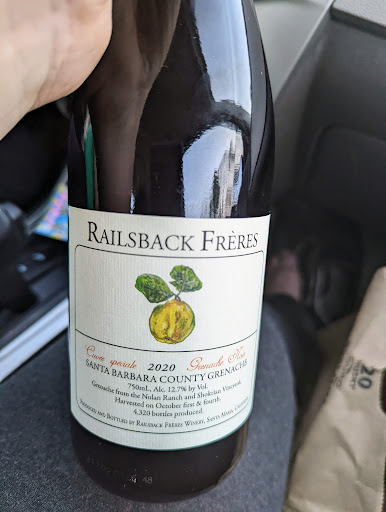 RAILSBACK FRÈRES
Cuvée spéciale 2020 Grenache Noir
SANTA BARBARA COUNTY GRENACHE
750mL, Alc. 12.7% by Vol.
Grenache from the Nolan Ranch and Shokrian Vineyard
Harvested on October first & fourth.
4,320 bottles produced.
PRODUCED AND BOTTLED BY RAILSBACK FRÈRES WINERY, SANTA MARIA, CALIFORNIA
48
20